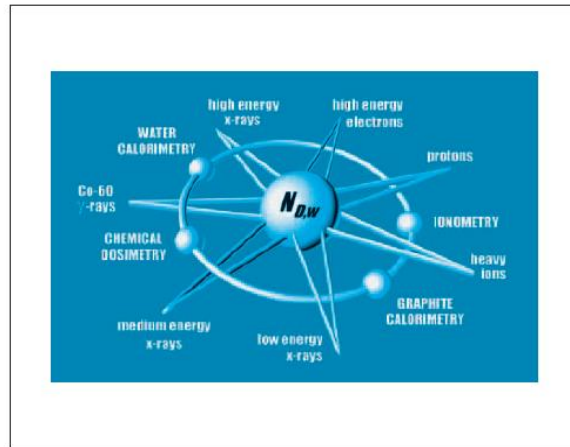 high energy
x-rays
high energy
electrons
WATER
CALORIMETRY
protons
Co-60
γ-rays
N D,w
IONOMETRY
CHEMICAL
DOSIMETRY
heavy
ions
GRAPHITE
CALORIMETRY
medium energy
x-rays
low energy
x-rays